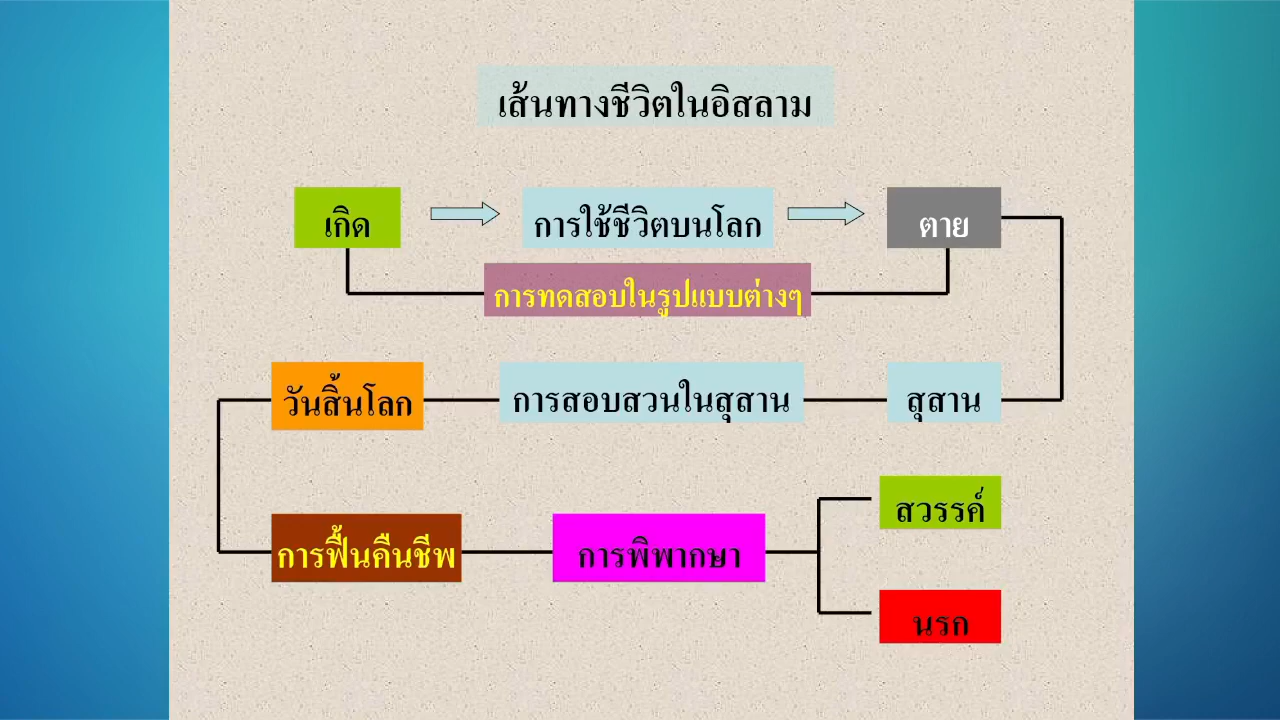 เส้นทางชีวิตในอิสลาม
เกิด
การใช้ชีวิตบนโลก
ตาย
การทดสอบในรูปแบบต่างๆ
วันสิ้นโลก
การสอบสวนในสุสาน
สุสาน
การฟื้นคืนชีพ
การพิพากษา
สวรรค์
นรก